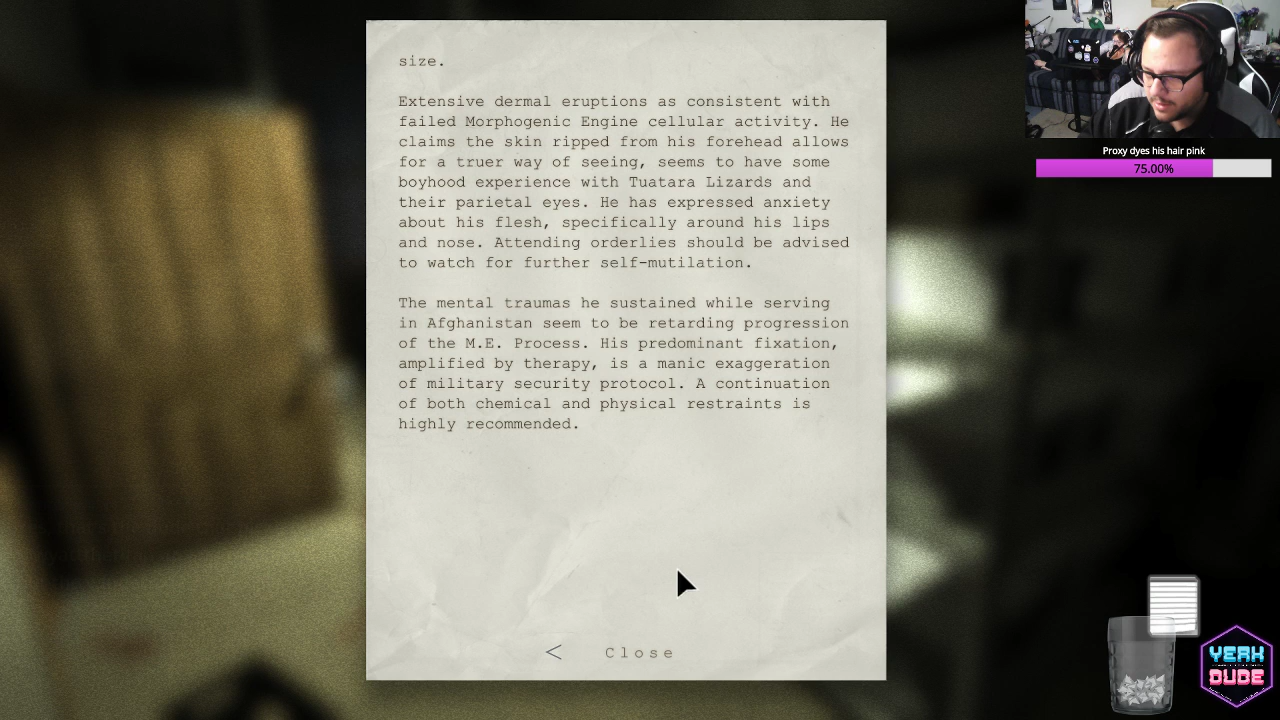 size.
Extensive dermal eruptions as consistent with
failed Morphogenic Engine cellular activity. He
claims the skin ripped from his forehead allows
for a truer way of seeing, seems to have some
boyhood experience with Tuatara Lizards and
their parietal eyes. He has expressed anxiety
about his flesh, specifically around his lips
and nose. Attending orderlies should be advised
to watch for further self-mutilation.
The mental traumas he sustained while serving
in Afghanistan seem to be retarding progression
of the M.E. Process. His predominant fixation,
amplified by therapy, is a manic exaggeration
of military security protocol. A continuation
of both chemical and physical restraints is
highly recommended.
< Close
Proxy dyes his hair pink
75.00%
YERX
DUDE